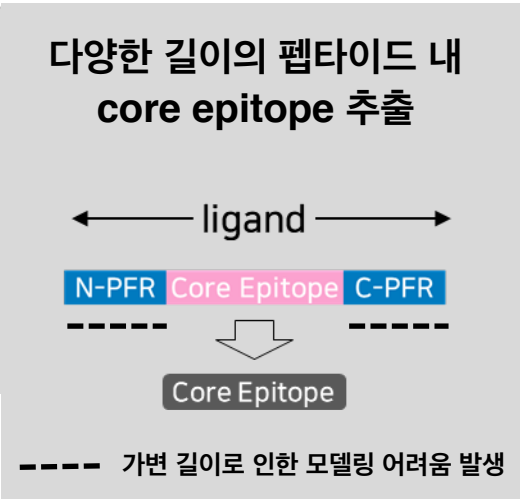 다양한 길이의 펩타이드 내
core epitope 추출
ligand
N-PFR Core Epitope C-PFR
Core Epitope
가변 길이로 인한 모델링 어려움 발생